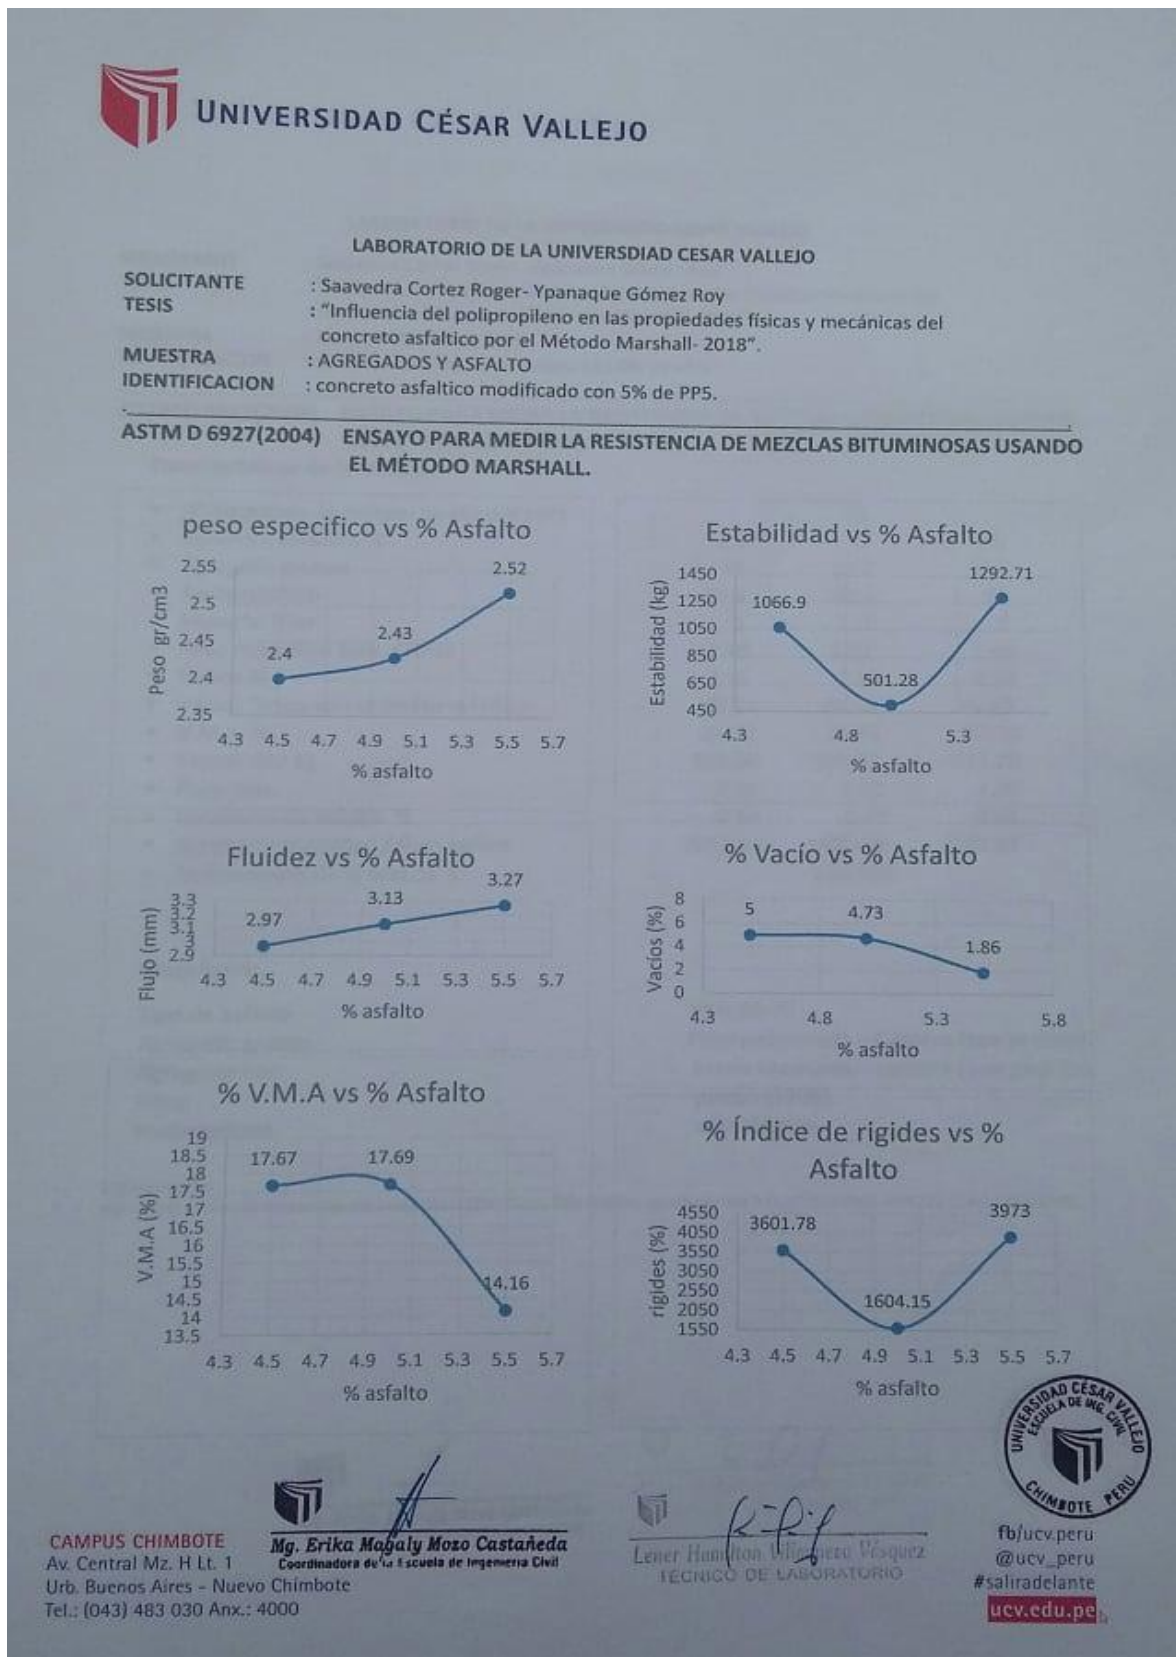 UNIVERSIDAD CÉSAR VALLEJO
LABORATORIO DE LA UNIVERSDIAD CESAR VALLEJO
SOLICITANTE : Saavedra Cortez Roger- Ypanaque Gómez Roy
TESIS : "Influencia del polipropileno en las propiedades físicas y mecánicas del
concreto asfaltico por el Método Marshall- 2018".
MUESTRA : AGREGADOS Y ASFALTO
IDENTIFICACION : concreto asfaltico modificado con 5% de PP5.
ASTM D 6927(2004) ENSAYO PARA MEDIR LA RESISTENCIA DE MEZCLAS BITUMINOSAS USANDO
EL MÉTODO MARSHALL.
peso especifico vs % Asfalto
Peso gr/cm3
2.55
2.5
2.45
2.4
2.35
2.4
2.43
2.52
4.3 4.5 4.7 4.9 5.1 5.3 5.5 5.7
% asfalto
Estabilidad vs % Asfalto
Estabilidad (kg)
1450
1250
1050
850
650
450
1066.9
501.28
1292.71
4.3 4.8 5.3
% asfalto
Fluidez vs % Asfalto
Flujo (mm)
3.3
3.2
3.1
3
2.9
2.97
3.13
3.27
4.3 4.5 4.7 4.9 5.1 5.3 5.5 5.7
% asfalto
% Vacío vs % Asfalto
Vacíos (%)
8
6
4
2
0
5
4.73
1.86
4.3 4.8 5.3 5.8
% asfalto
% V.M.A vs % Asfalto
V.M.A (%)
19
18.5
18
17.5
17
16.5
16
15.5
15
14.5
14
13.5
17.67
17.69
14.16
4.3 4.5 4.7 4.9 5.1 5.3 5.5 5.7
% asfalto
% Índice de rigides vs %
Asfalto
rigides (%)
4550
4050
3550
3050
2550
2050
1550
3601.78
1604.15
3973
4.3 4.5 4.7 4.9 5.1 5.3 5.5 5.7
% asfalto
UNIVERSIDAD CÉSAR VALLEJO
ESCUELA DE ING. CIVIL
CHIMBOTE PERU
Mg. Erika Magaly Mozo Castañeda
Coordinadora de la Escuela de Ingeniería Civil
Lener Hamilton Vásquez
TÉCNICO DE LABORATORIO
CAMPUS CHIMBOTE
Av. Central Mz. H Lt. 1
Urb. Buenos Aires – Nuevo Chimbote
Tel.: (043) 483 030 Anx.: 4000
fb/ucv.peru
@ucv_peru
#saliradelante
ucv.edu.pe